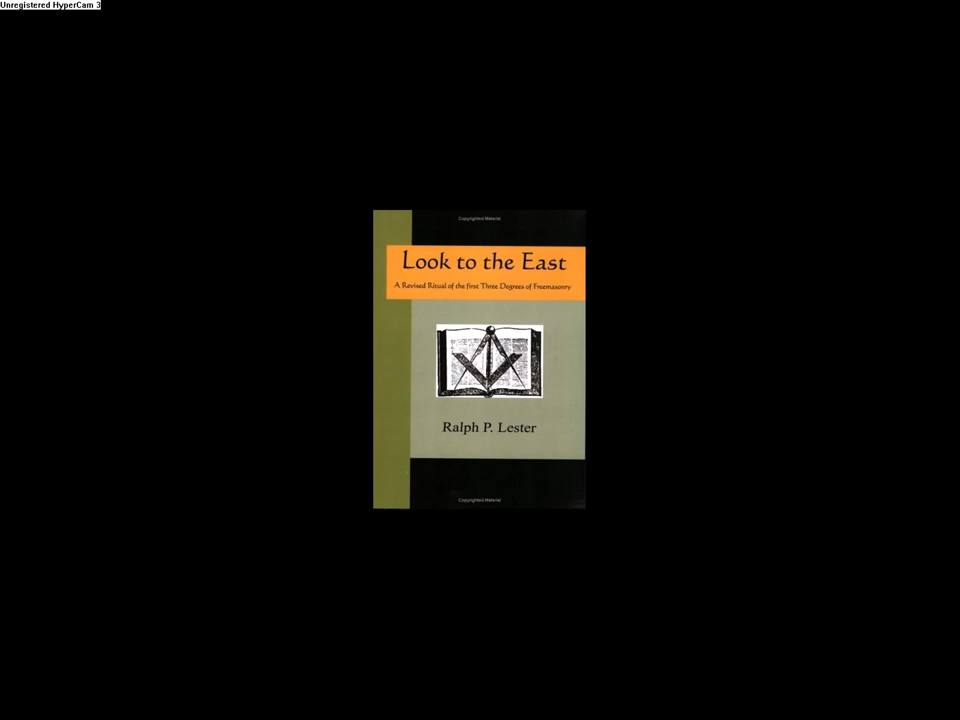 Unregistered HyperCam 3
Copyrighted Material
Look to the East
A Revised Ritual of the first Three Degrees of Freemasonry
Ralph P. Lester
Copyrighted Material